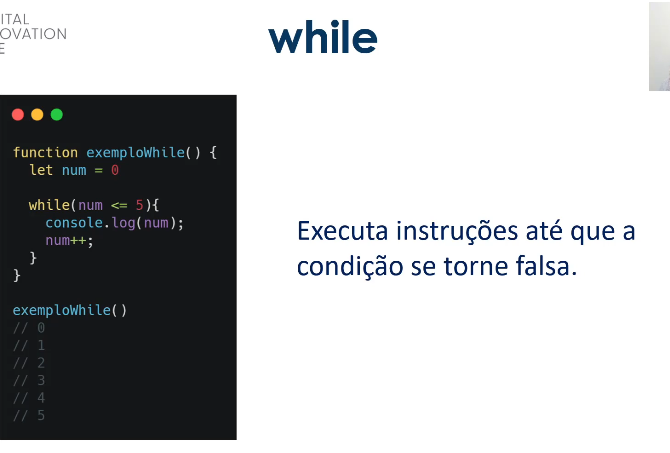 ITAL
OVATION
E
while
function exemploWhile() {
let num = 0
while(num <= 5){
console.log(num);
num++;
}
}
exemploWhile()
// 0
// 1
// 2
// 3
// 4
// 5
Executa instruções até que a
condição se torne falsa.